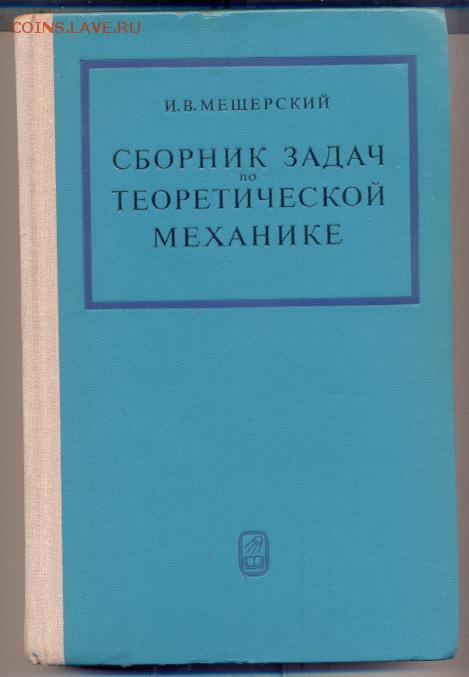 COINS.LAVE.RU
И.В.МЕЩЕРСКИЙ
СБОРНИК ЗАДАЧ
ПО
ТЕОРЕТИЧЕСКОЙ
МЕХАНИКЕ